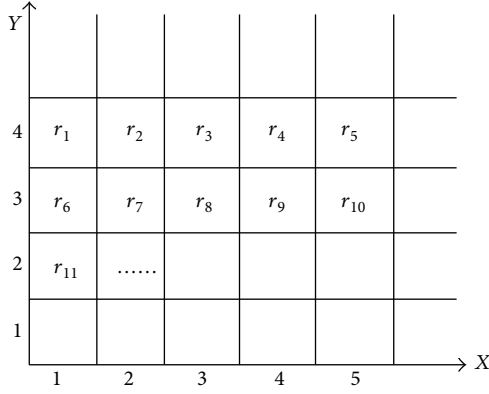 Y
4 r1 r2 r3 r4 r5
3 r6 r7 r8 r9 r10
2 r11 ......
1
X
1 2 3 4 5